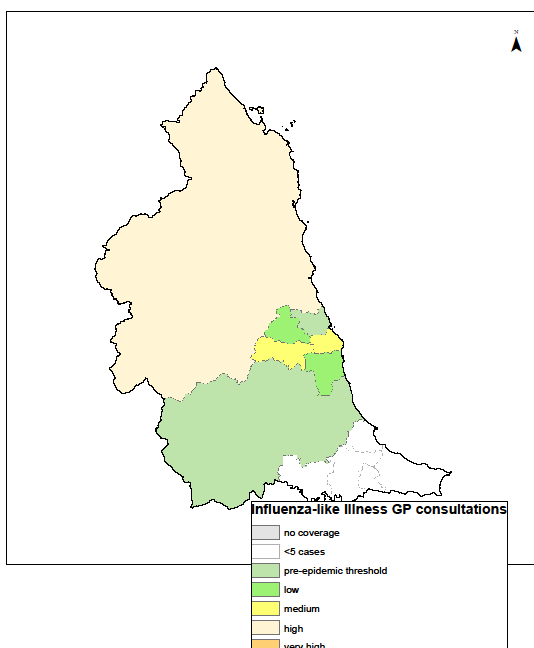 N
Influenza-like Illness GP consultations
no coverage
<5 cases
pre-epidemic threshold
low
medium
high
very high